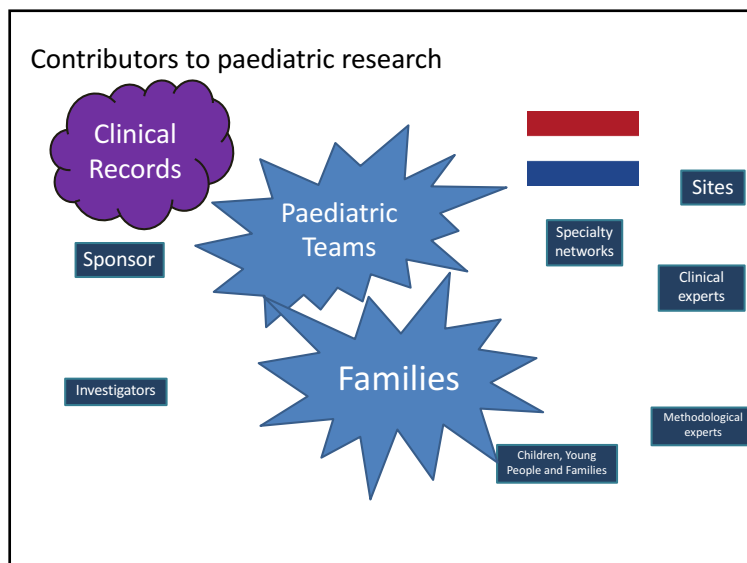 Contributors to paediatric research
Clinical
Records
Paediatric
Teams
Sites
Specialty
networks
Sponsor
Clinical
experts
Families
Investigators
Methodological
experts
Children, Young
People and Families